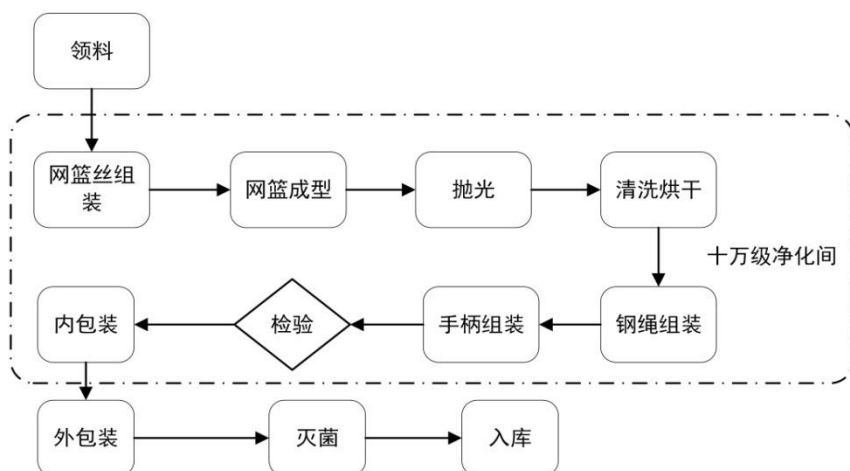 领料
网篮丝组
装
网篮成型
抛光
清洗烘干
十万级净化间
钢绳组装
手柄组装
检验
内包装
外包装
灭菌
入库